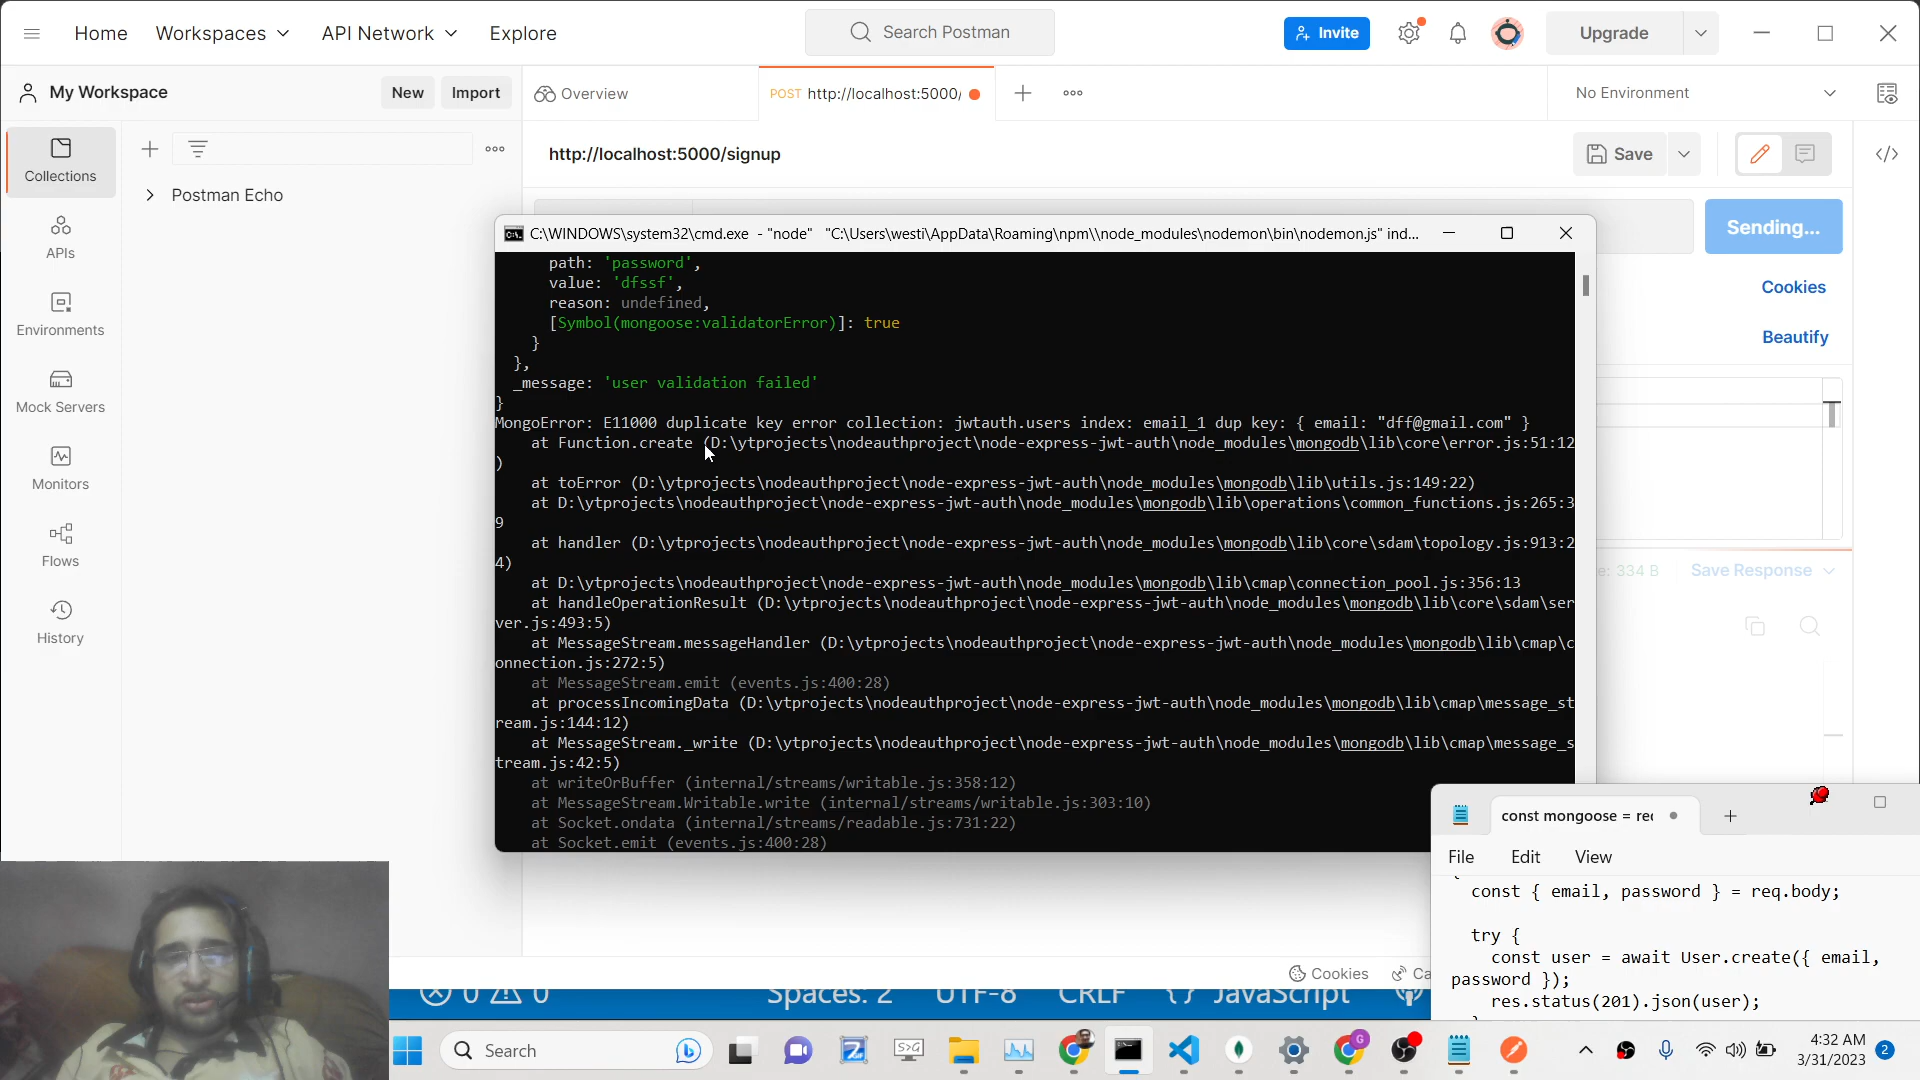 Home
Workspaces
API Network
Explore
Search Postman
Invite
Upgrade
My Workspace
New
Import
Overview
POST http://localhost:5000/
No Environment
Collections
Postman Echo
http://localhost:5000/signup
Save
APIs
Environments
Mock Servers
Monitors
Flows
History
Sending...
Cookies
Beautify
C:\WINDOWS\system32\cmd.exe - "node" "C:\Users\westi\AppData\Roaming\npm\\node_modules\nodemon\bin\nodemon.js" ind...
path: 'password',
value: 'dfssf',
reason: undefined,
[Symbol(mongoose:validatorError)]: true
}
},
_message: 'user validation failed'
}
MongoError: E11000 duplicate key error collection: jwtauth.users index: email_1 dup key: { email: "dff@gmail.com" }
at Function.create (D:\ytprojects\nodeauthproject\node-express-jwt-auth\node_modules\mongodb\lib\core\error.js:51:12
)
at toError (D:\ytprojects\nodeauthproject\node-express-jwt-auth\node_modules\mongodb\lib\utils.js:149:22)
at D:\ytprojects\nodeauthproject\node-express-jwt-auth\node_modules\mongodb\lib\operations\common_functions.js:265:3
9
at handler (D:\ytprojects\nodeauthproject\node-express-jwt-auth\node_modules\mongodb\lib\core\sdam\topology.js:913:2
4)
at D:\ytprojects\nodeauthproject\node-express-jwt-auth\node_modules\mongodb\lib\cmap\connection_pool.js:356:13
at handleOperationResult (D:\ytprojects\nodeauthproject\node-express-jwt-auth\node_modules\mongodb\lib\core\sdam\ser
ver.js:493:5)
at MessageStream.messageHandler (D:\ytprojects\nodeauthproject\node-express-jwt-auth\node_modules\mongodb\lib\cmap\c
onnection.js:272:5)
at MessageStream.emit (events.js:400:28)
at processIncomingData (D:\ytprojects\nodeauthproject\node-express-jwt-auth\node_modules\mongodb\lib\cmap\message_st
ream.js:144:12)
at MessageStream._write (D:\ytprojects\nodeauthproject\node-express-jwt-auth\node_modules\mongodb\lib\cmap\message_s
tream.js:42:5)
at writeOrBuffer (internal/streams/writable.js:358:12)
at MessageStream.Writable.write (internal/streams/writable.js:303:10)
at Socket.ondata (internal/streams/readable.js:731:22)
at Socket.emit (events.js:400:28)
e: 334 B
Save Response
const mongoose = re
File
Edit
View
const { email, password } = req.body;
try {
const user = await User.create({ email,
password });
res.status(201).json(user);
Cookies
Ca
0
0
Spaces: 2
UTF-8
CRLF
{} JavaScript
Search
4:32 AM
3/31/2023
2